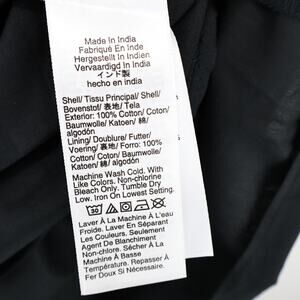 Made In India
Fabriqué En Inde
Hergestellt In Indien
Vervaardigd In India
インド製
hecho en india
Shell/Tissu Principal/Shell/
Bovenstof/表地/Tela
Exterior: 100% Cotton/Coton/
Baumwolle/Katoen/綿/
algodón
Lining/Doublure/Futter/
Voering/裏地/Forro: 100%
Cotton/Coton/Baumwolle/
Katoen/綿/algodón
Machine Wash Cold. With
Like Colors. Non-chlorine
Bleach Only. Tumble Dry
Low. Iron On Lowest Setting.
30
Laver À La Machine À L'eau
Froide. Laver En Séparant
Les Couleurs. Seulement
Agent De Blanchiment
Non-chlore. Sécher À La
Machine À Basse
Température. Repasser À
Fer Doux Si Nécessaire.